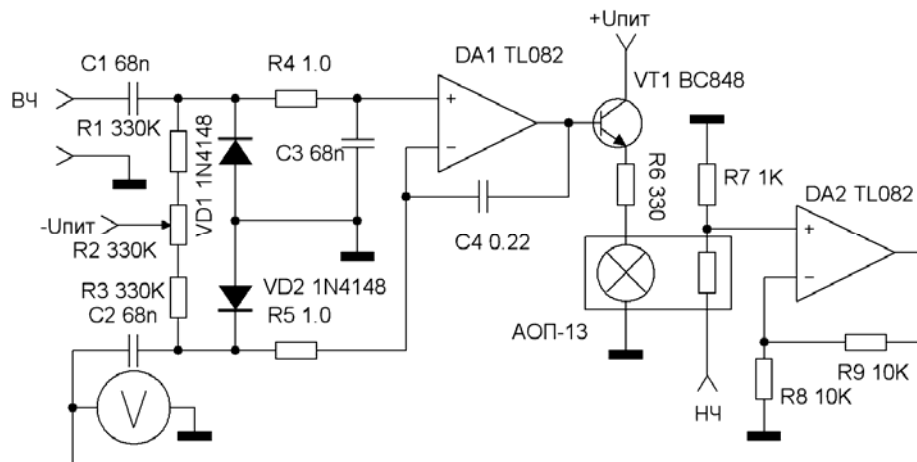 +Uпит
DA1 TL082
C1 68n
R4 1.0
VT1 BC848
ВЧ
+
R1 330K
VD1 1N4148
C3 68n
−
R6 330
R7 1K
DA2 TL082
-Uпит
R2 330K
C4 0.22
+
−
R3 330K
VD2 1N4148
C2 68n
R5 1.0
АОП-13
R9 10K
V
НЧ
R8 10K